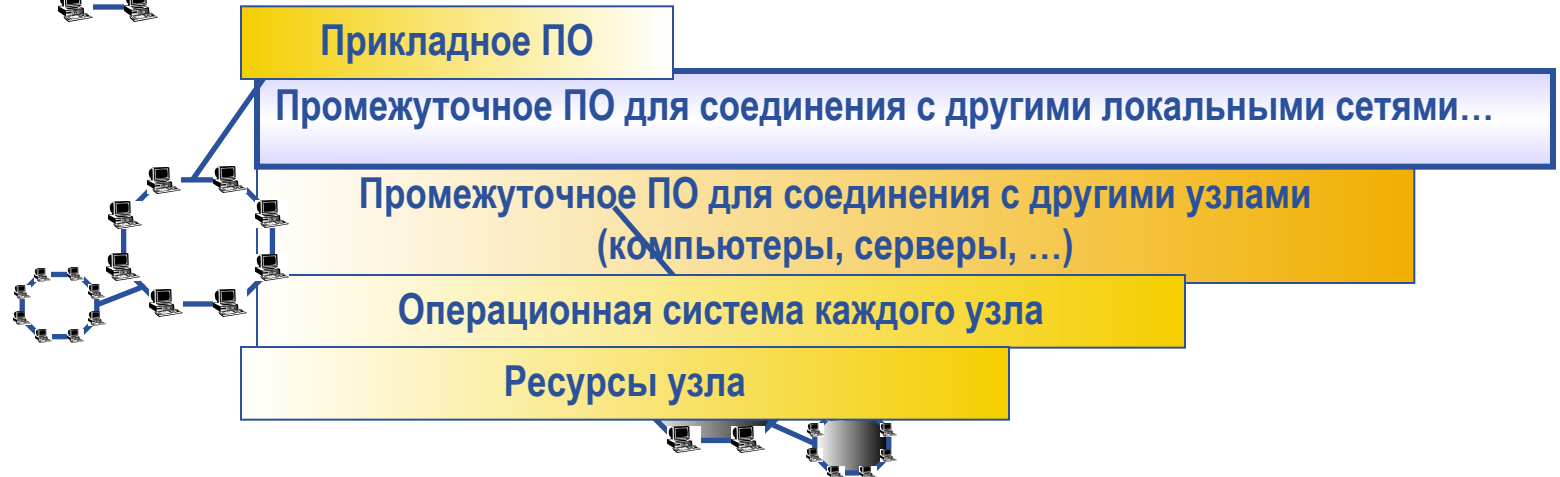 Прикладное ПО
Промежуточное ПО для соединения с другими локальными сетями…
Промежуточное ПО для соединения с другими узлами
(компьютеры, серверы, …)
Операционная система каждого узла
Ресурсы узла